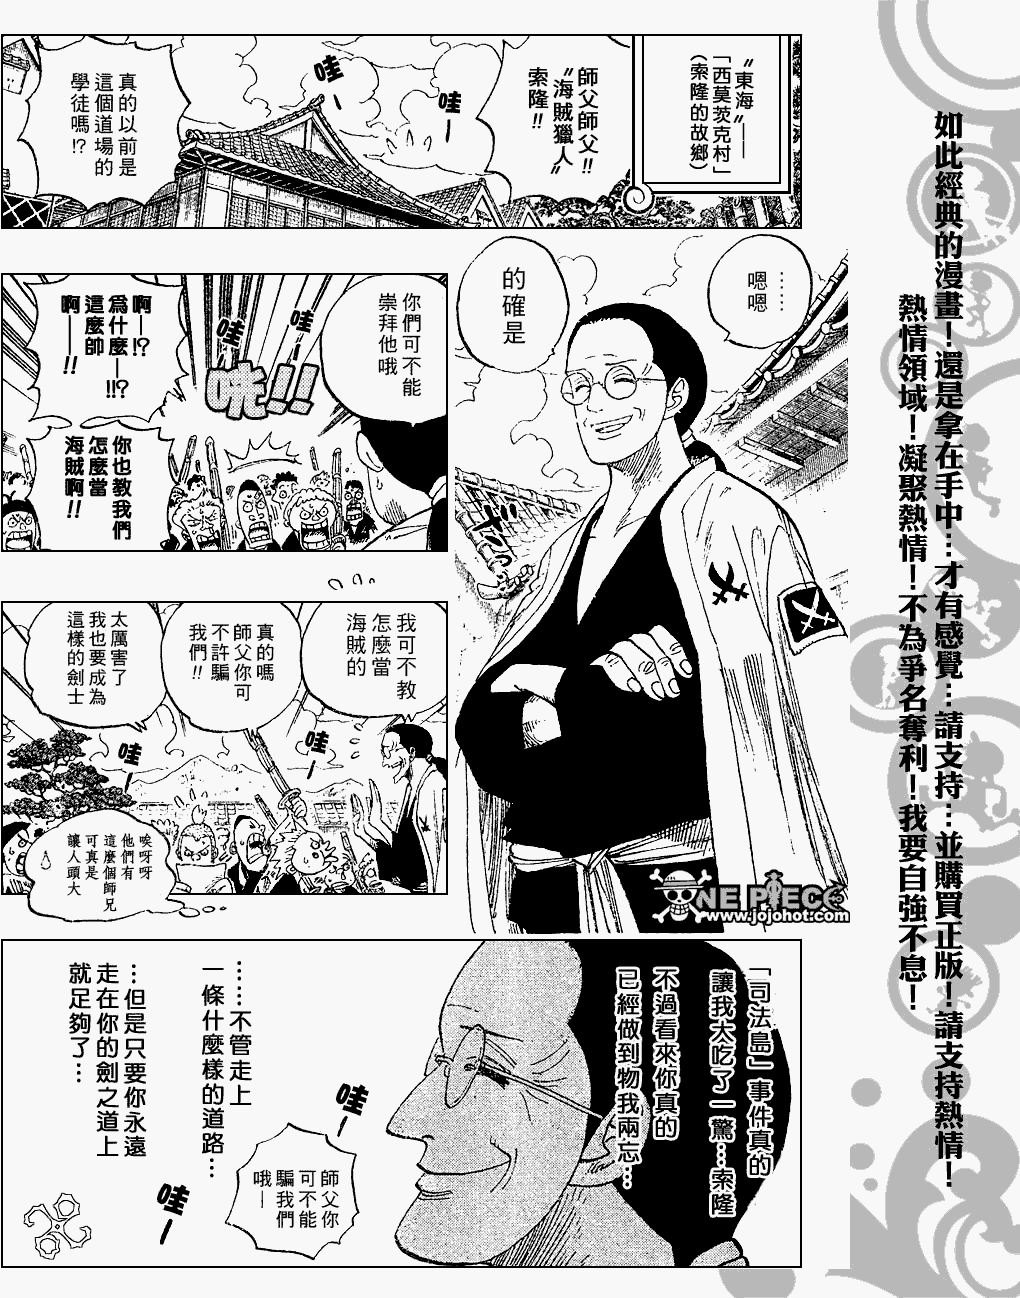 〝東海〞——
「西莫茨克村」
（索隆的故鄉）
師父師父!!
〝海賊獵人〞
索隆!!
哇—
哇—
真的以前是
這個道場的
學徒嗎!?
……
嗯嗯
的確是
你們可不能
崇拜他哦
哇—
哇—
咣!!
啊—!?
爲什麼—!!?
這麼帥
啊——!!
你也教我們
怎麼當
海賊啊!!
我可不教
怎麼當
海賊的
真的嗎
師父你可
不許騙
我們!!
太厲害了
我也要成為
這樣的劍士
哇—
哇—
唉呀呀
他們有
這麼個師兄
可真是
讓人頭大
ONE PIECE
www.jojohot.com
「司法島」事件真的
讓我大吃了一驚…索隆
不過看來你真的
已經做到物我兩忘…
……不管走上
一條什麼樣的道路…
…但是只要你永遠
走在你的劍之道上
就足夠了…
哇—
師父你
可不能
騙我們
哦—
哇—
如此經典的漫畫！還是拿在手中…才有感覺…請支持…並購買正版！請支持熱情！
熱情領域！凝聚熱情！不為爭名奪利！我要自強不息！